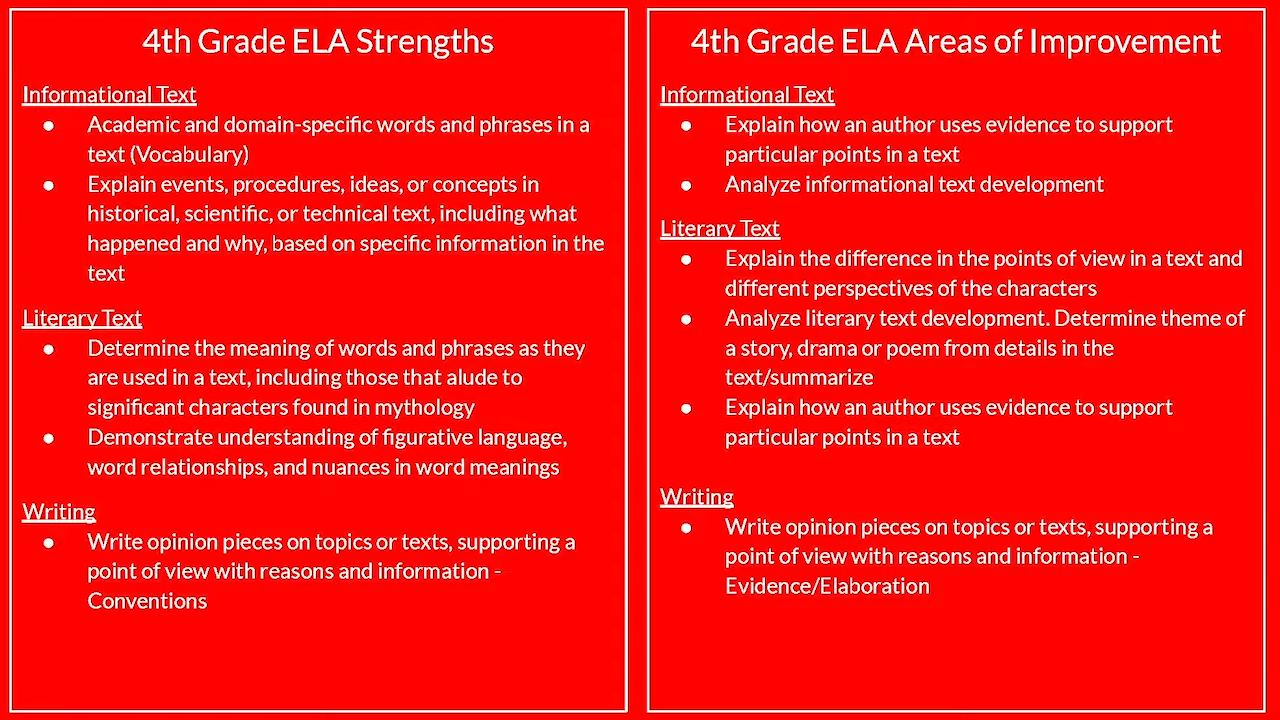 4th Grade ELA Strengths
Informational Text
● Academic and domain-specific words and phrases in a
text (Vocabulary)
● Explain events, procedures, ideas, or concepts in
historical, scientific, or technical text, including what
happened and why, based on specific information in the
text
Literary Text
● Determine the meaning of words and phrases as they
are used in a text, including those that alude to
significant characters found in mythology
● Demonstrate understanding of figurative language,
word relationships, and nuances in word meanings
Writing
● Write opinion pieces on topics or texts, supporting a
point of view with reasons and information -
Conventions
4th Grade ELA Areas of Improvement
Informational Text
● Explain how an author uses evidence to support
particular points in a text
● Analyze informational text development
Literary Text
● Explain the difference in the points of view in a text and
different perspectives of the characters
● Analyze literary text development. Determine theme of
a story, drama or poem from details in the
text/summarize
● Explain how an author uses evidence to support
particular points in a text
Writing
● Write opinion pieces on topics or texts, supporting a
point of view with reasons and information -
Evidence/Elaboration